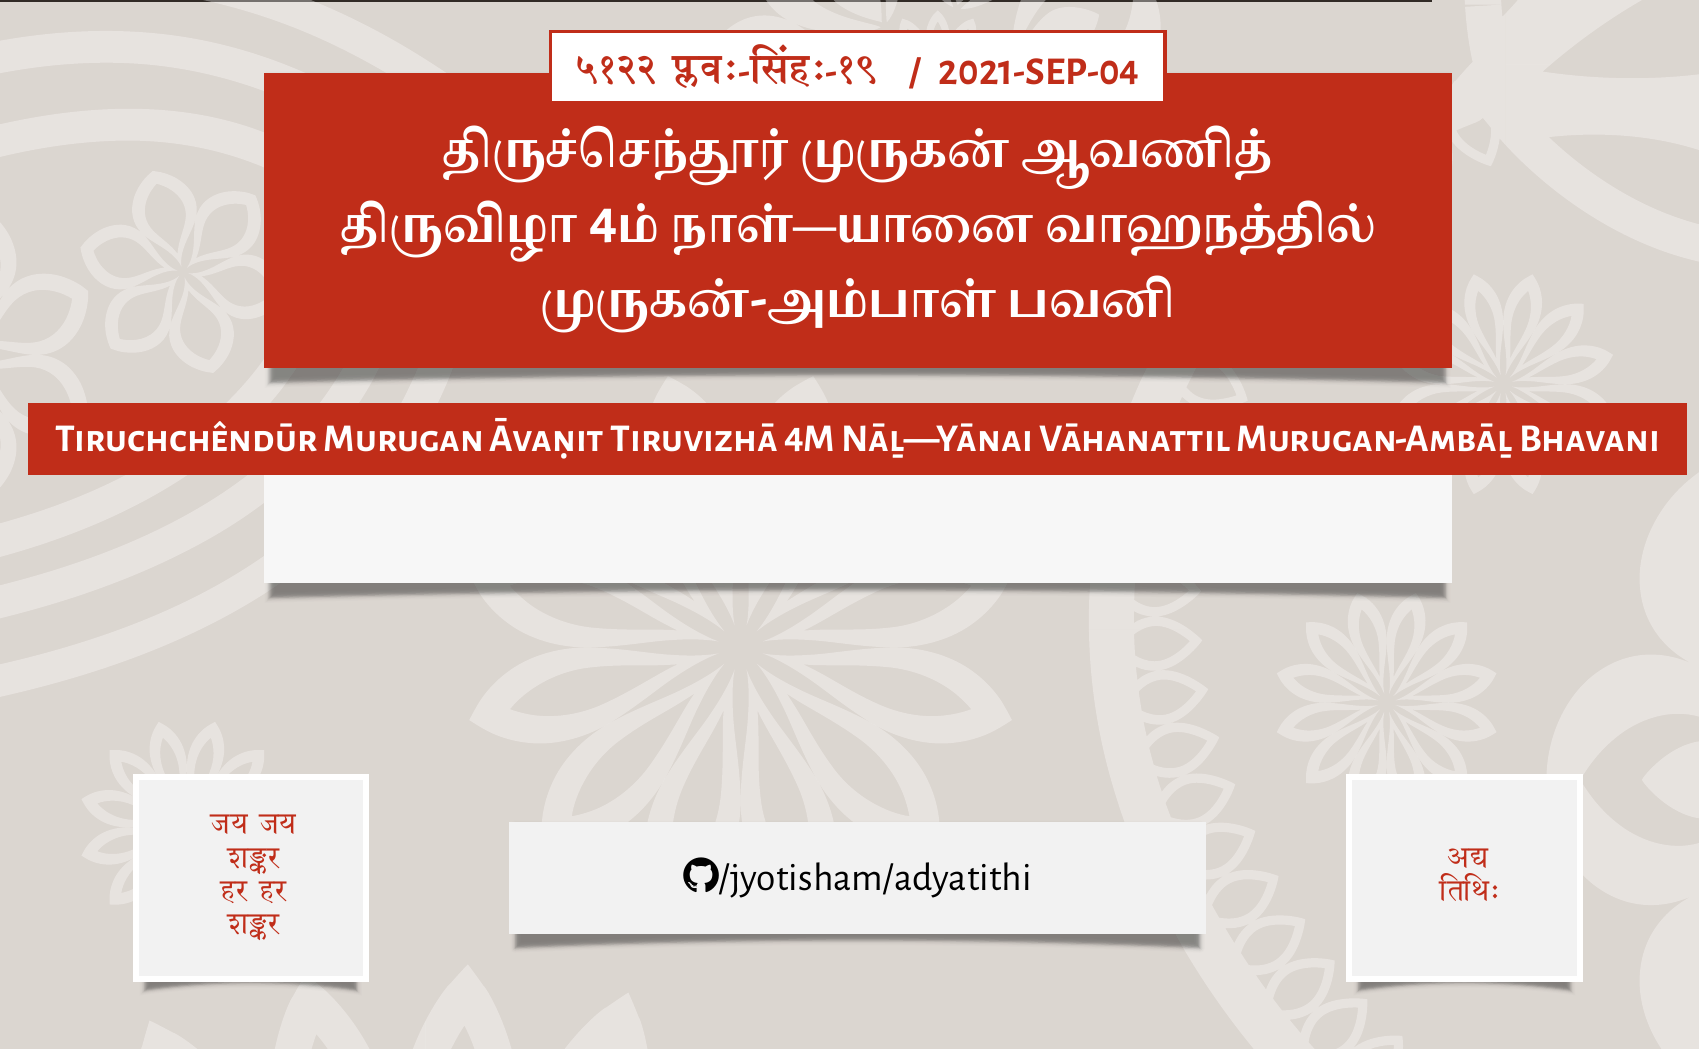 ५१२२ प्लवः-सिंहः-१९ / 2021-SEP-04
திருச்செந்தூர் முருகன் ஆவணித்
திருவிழா 4ம் நாள்—யானை வாஹநத்தில்
முருகன்-அம்பாள் பவனி
Tiruchchêndūr Murugan Āvaṇit Tiruvizhā 4m Nāḻ—Yānai Vāhanattil Murugan-Ambāḻ Bhavani
जय जय
शङ्कर
हर हर
शङ्कर
/jyotisham/adyatithi
अद्य
तिथिः